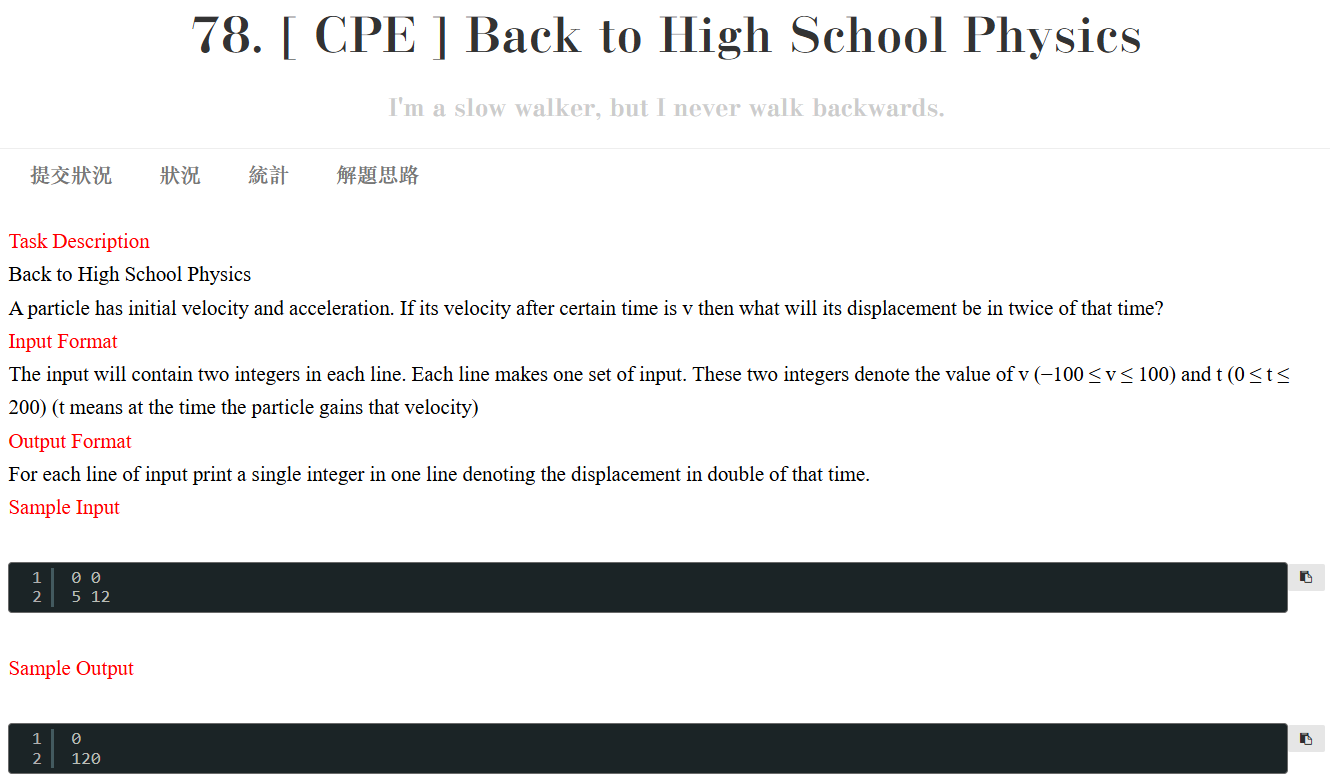 78. [ CPE ] Back to High School Physics
I'm a slow walker, but I never walk backwards.
提交狀況 狀況 統計 解題思路
Task Description
Back to High School Physics
A particle has initial velocity and acceleration. If its velocity after certain time is v then what will its displacement be in twice of that time?
Input Format
The input will contain two integers in each line. Each line makes one set of input. These two integers denote the value of v (−100 ≤ v ≤ 100) and t (0 ≤ t ≤
200) (t means at the time the particle gains that velocity)
Output Format
For each line of input print a single integer in one line denoting the displacement in double of that time.
Sample Input
1 0 0
2 5 12
Sample Output
1 0
2 120